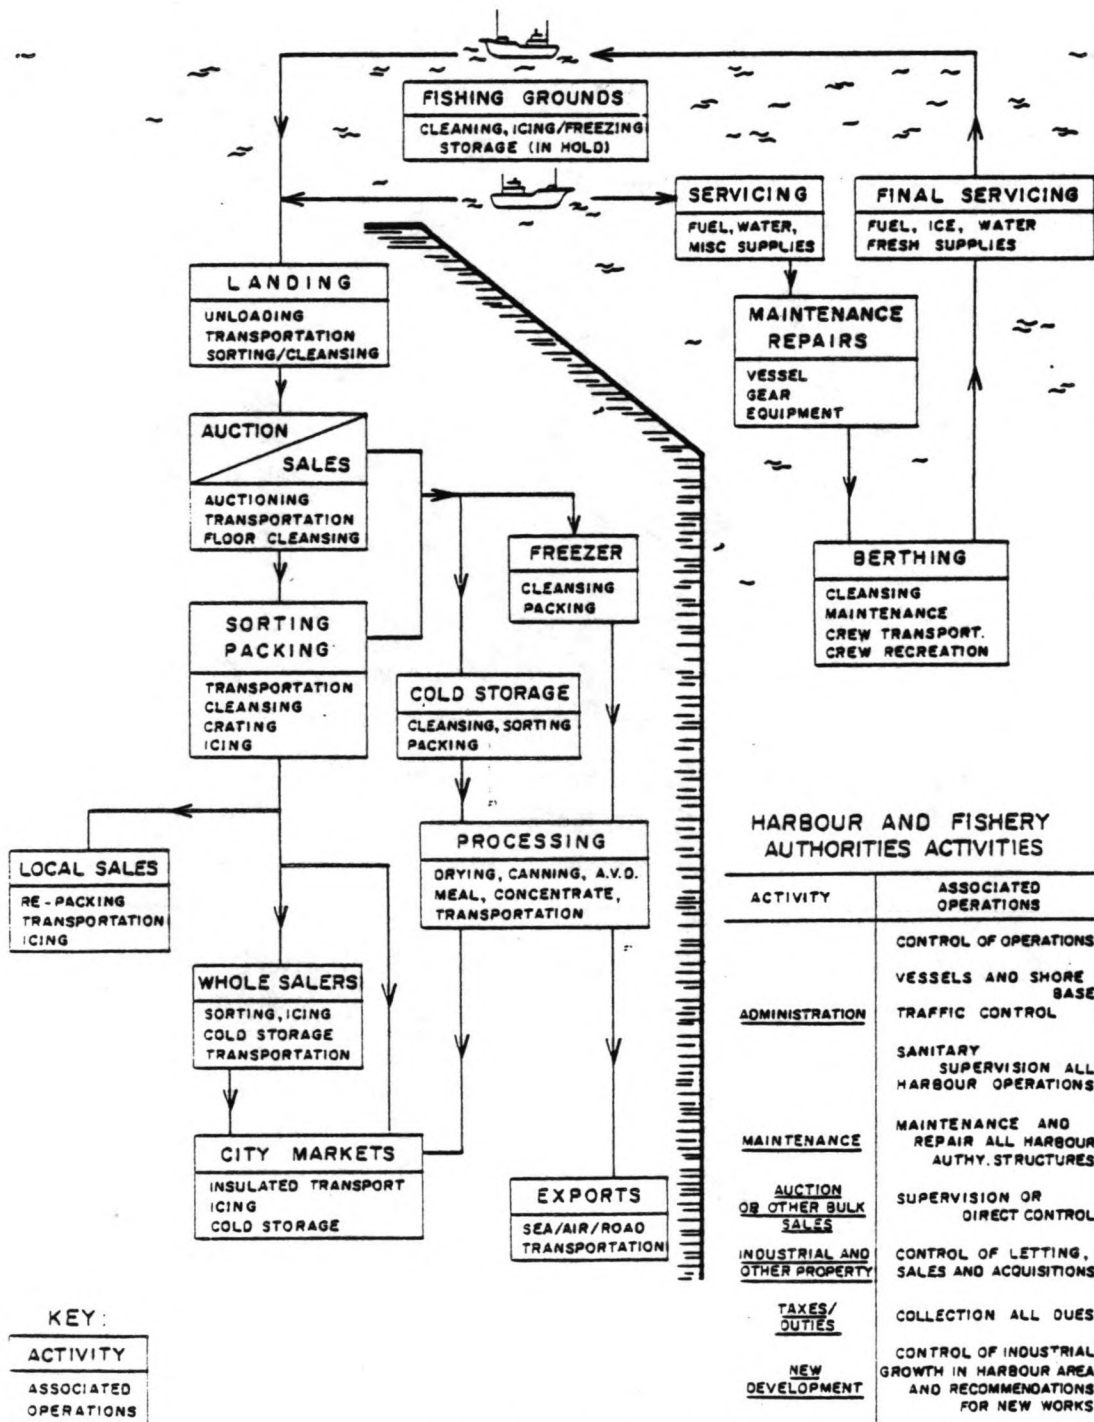 FISHING GROUNDS
CLEANING, ICING/FREEZING
STORAGE (IN HOLD)
SERVICING
FUEL, WATER,
MISC SUPPLIES
FINAL SERVICING
FUEL, ICE, WATER
FRESH SUPPLIES
LANDING
UNLOADING
TRANSPORTATION
SORTING/CLEANSING
MAINTENANCE
REPAIRS
VESSEL
GEAR
EQUIPMENT
AUCTION
SALES
AUCTIONING
TRANSPORTATION
FLOOR CLEANSING
FREEZER
CLEANSING
PACKING
BERTHING
CLEANSING
MAINTENANCE
CREW TRANSPORT.
CREW RECREATION
SORTING
PACKING
TRANSPORTATION
CLEANSING
CRATING
ICING
COLD STORAGE
CLEANSING, SORTING
PACKING
PROCESSING
DRYING, CANNING, A.V.D.
MEAL, CONCENTRATE,
TRANSPORTATION
LOCAL SALES
RE-PACKING
TRANSPORTATION
ICING
WHOLE SALERS
SORTING, ICING
COLD STORAGE
TRANSPORTATION
CITY MARKETS
INSULATED TRANSPORT
ICING
COLD STORAGE
EXPORTS
SEA/AIR/ROAD
TRANSPORTATION
HARBOUR AND FISHERY
AUTHORITIES ACTIVITIES
ACTIVITY
ASSOCIATED
OPERATIONS
ADMINISTRATION
CONTROL OF OPERATIONS
VESSELS AND SHORE
BASE
TRAFFIC CONTROL
SANITARY
SUPERVISION ALL
HARBOUR OPERATIONS
MAINTENANCE
MAINTENANCE AND
REPAIR ALL HARBOUR
AUTHY. STRUCTURES
AUCTION
OR OTHER BULK
SALES
SUPERVISION OR
DIRECT CONTROL
INDUSTRIAL AND
OTHER PROPERTY
CONTROL OF LETTING,
SALES AND ACQUISITIONS
TAXES/
DUTIES
COLLECTION ALL DUES
NEW
DEVELOPMENT
CONTROL OF INDUSTRIAL
GROWTH IN HARBOUR AREA
AND RECOMMENDATIONS
FOR NEW WORKS
KEY:
ACTIVITY
ASSOCIATED
OPERATIONS